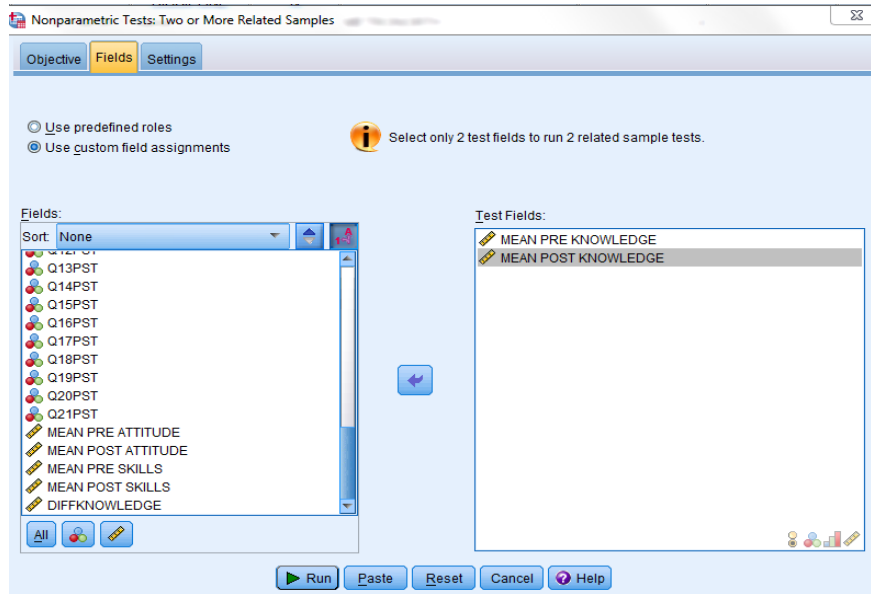 Nonparametric Tests: Two or More Related Samples
Objective Fields Settings
Use predefined roles
Use custom field assignments
Select only 2 test fields to run 2 related sample tests.
Fields:
Sort: None
Q13PST
Q14PST
Q15PST
Q16PST
Q17PST
Q18PST
Q19PST
Q20PST
Q21PST
MEAN PRE ATTITUDE
MEAN POST ATTITUDE
MEAN PRE SKILLS
MEAN POST SKILLS
DIFFKNOWLEDGE
All
Test Fields:
MEAN PRE KNOWLEDGE
MEAN POST KNOWLEDGE
Run Paste Reset Cancel Help